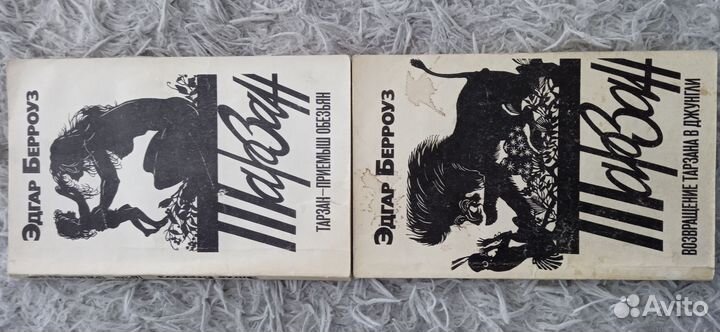 Эдгар Берроуз
Тарзан
ТАРЗАН—ПРИЕМЫШ ОБЕЗЬЯН
Эдгар Берроуз
Тарзан
ВОЗВРАЩЕНИЕ ТАРЗАНА В ДЖУНГЛИ
Avito